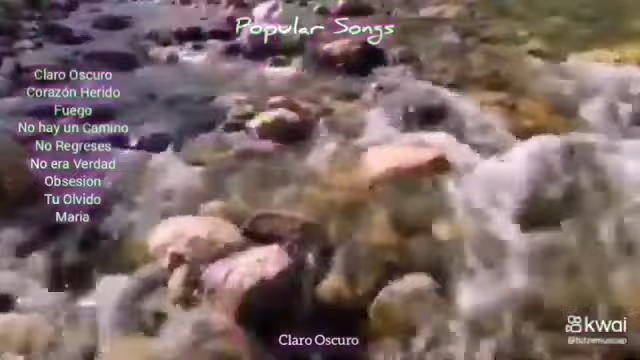 Popular Songs
Claro Oscuro
Corazón Herido
Fuego
No hay un Camino
No Regreses
No era Verdad
Obsesion
Tu Olvido
Maria
Claro Oscuro
kwai